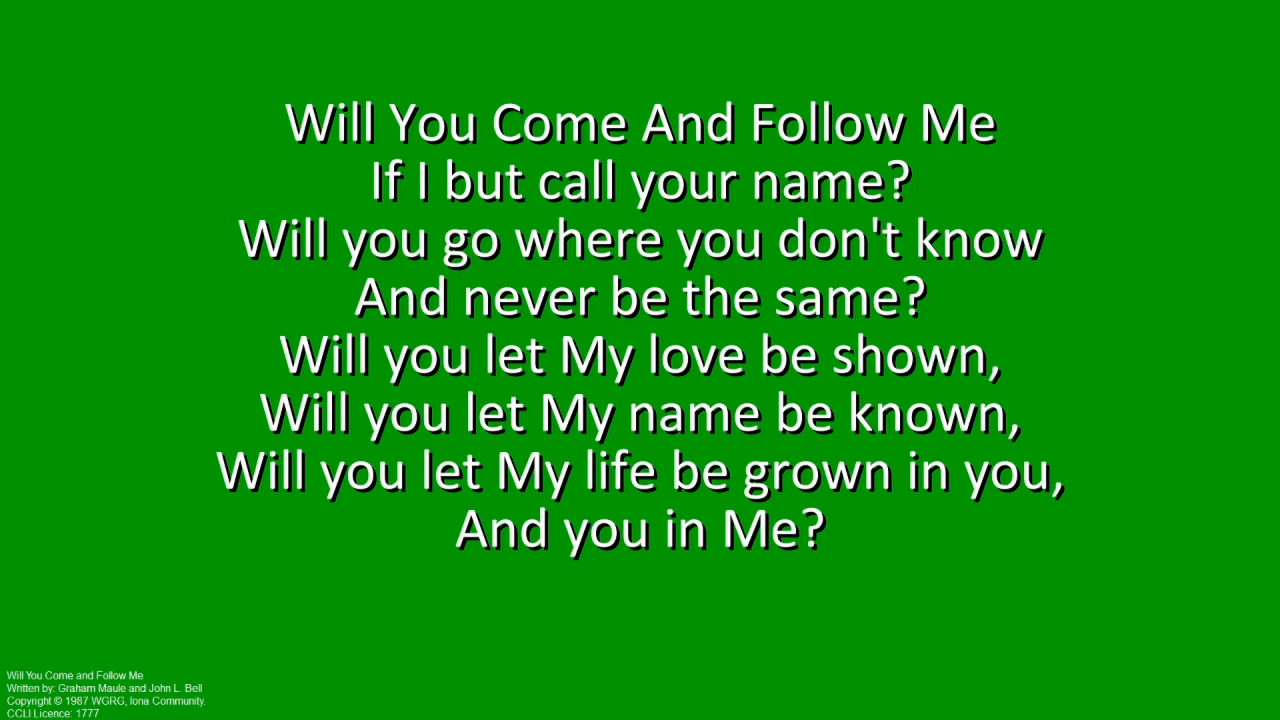 Will You Come And Follow Me
If I but call your name?
Will you go where you don't know
And never be the same?
Will you let My love be shown,
Will you let My name be known,
Will you let My life be grown in you,
And you in Me?
Will You Come and Follow Me
Written by: Graham Maule and John L. Bell
Copyright © 1987 WGRG, Iona Community.
CCLI Licence: 1777